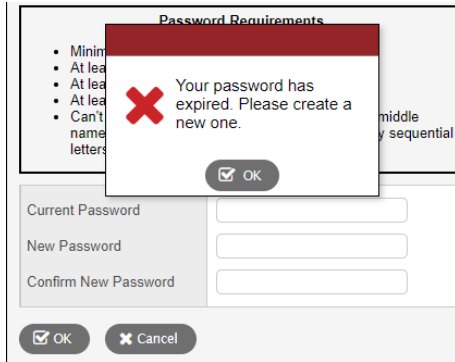 Password Requirements
• Minim
• At lea
• At lea
• At lea
• Can't middle
name y sequential
letters
Your password has
expired. Please create a
new one.
OK
Current Password
New Password
Confirm New Password
OK Cancel